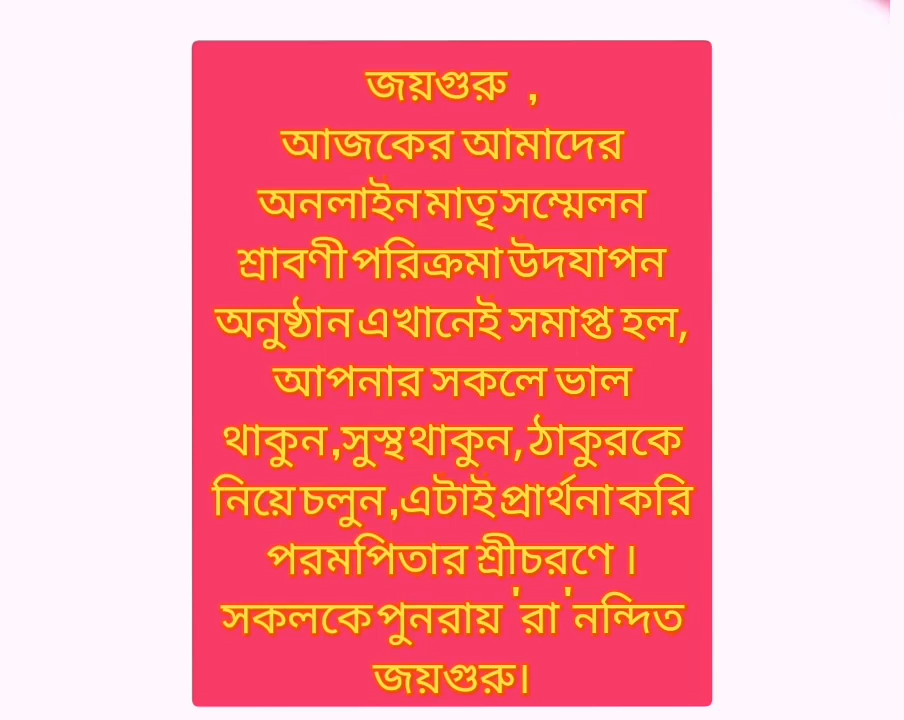 জয়গুরু ,
আজকের আমাদের
অনলাইন মাতৃ সম্মেলন
শ্রাবণী পরিক্রমা উদযাপন
অনুষ্ঠান এখানেই সমাপ্ত হল,
আপনার সকলে ভাল
থাকুন ,সুস্থ থাকুন, ঠাকুরকে
নিয়ে চলুন ,এটাই প্রার্থনা করি
পরমপিতার শ্রীচরণে ।
সকলকে পুনরায় 'রা' নন্দিত
জয়গুরু।